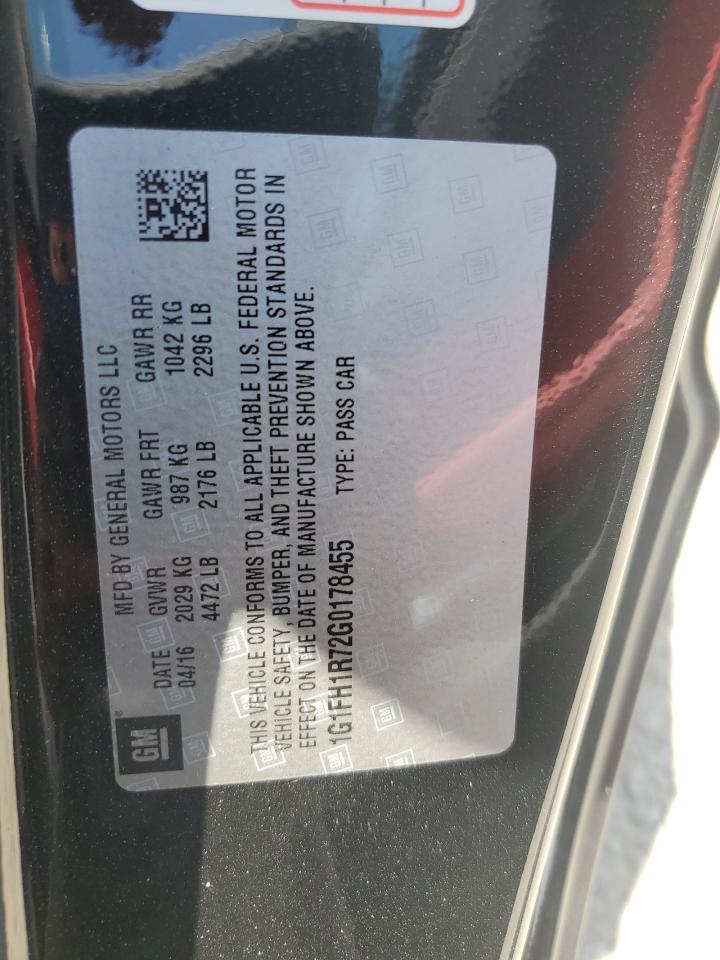 GM
MFD BY GENERAL MOTORS LLC
DATE GVWR GAWR FRT GAWR RR
04/16 2029 KG 987 KG 1042 KG
4472 LB 2176 LB 2296 LB
THIS VEHICLE CONFORMS TO ALL APPLICABLE U.S. FEDERAL MOTOR
VEHICLE SAFETY, BUMPER, AND THEFT PREVENTION STANDARDS IN
EFFECT ON THE DATE OF MANUFACTURE SHOWN ABOVE.
1G1FH1R72G0178455 TYPE: PASS CAR